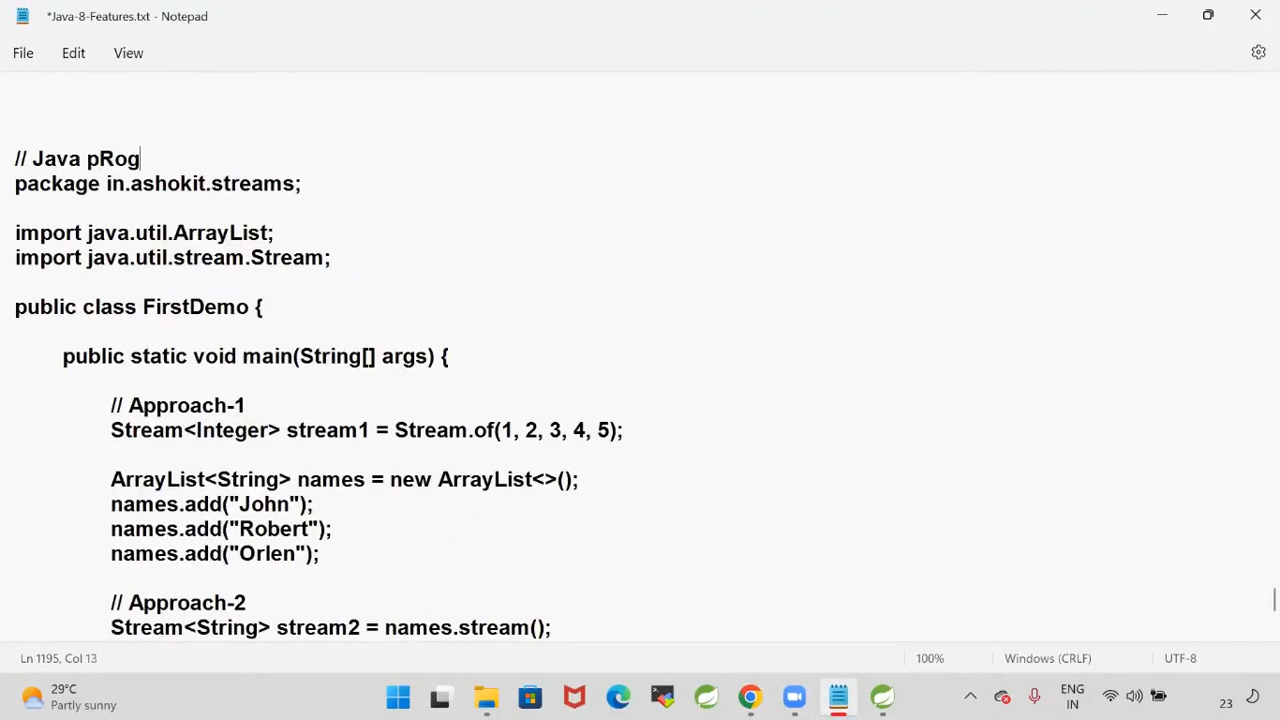 *Java-8-Features.txt - Notepad
File Edit View
// Java pRog
package in.ashokit.streams;
import java.util.ArrayList;
import java.util.stream.Stream;
public class FirstDemo {
public static void main(String[] args) {
// Approach-1
Stream<Integer> stream1 = Stream.of(1, 2, 3, 4, 5);
ArrayList<String> names = new ArrayList<>();
names.add("John");
names.add("Robert");
names.add("Orlen");
// Approach-2
Stream<String> stream2 = names.stream();
Ln 1195, Col 13 100% Windows (CRLF) UTF-8
29°C
Partly sunny
ENG
IN
23